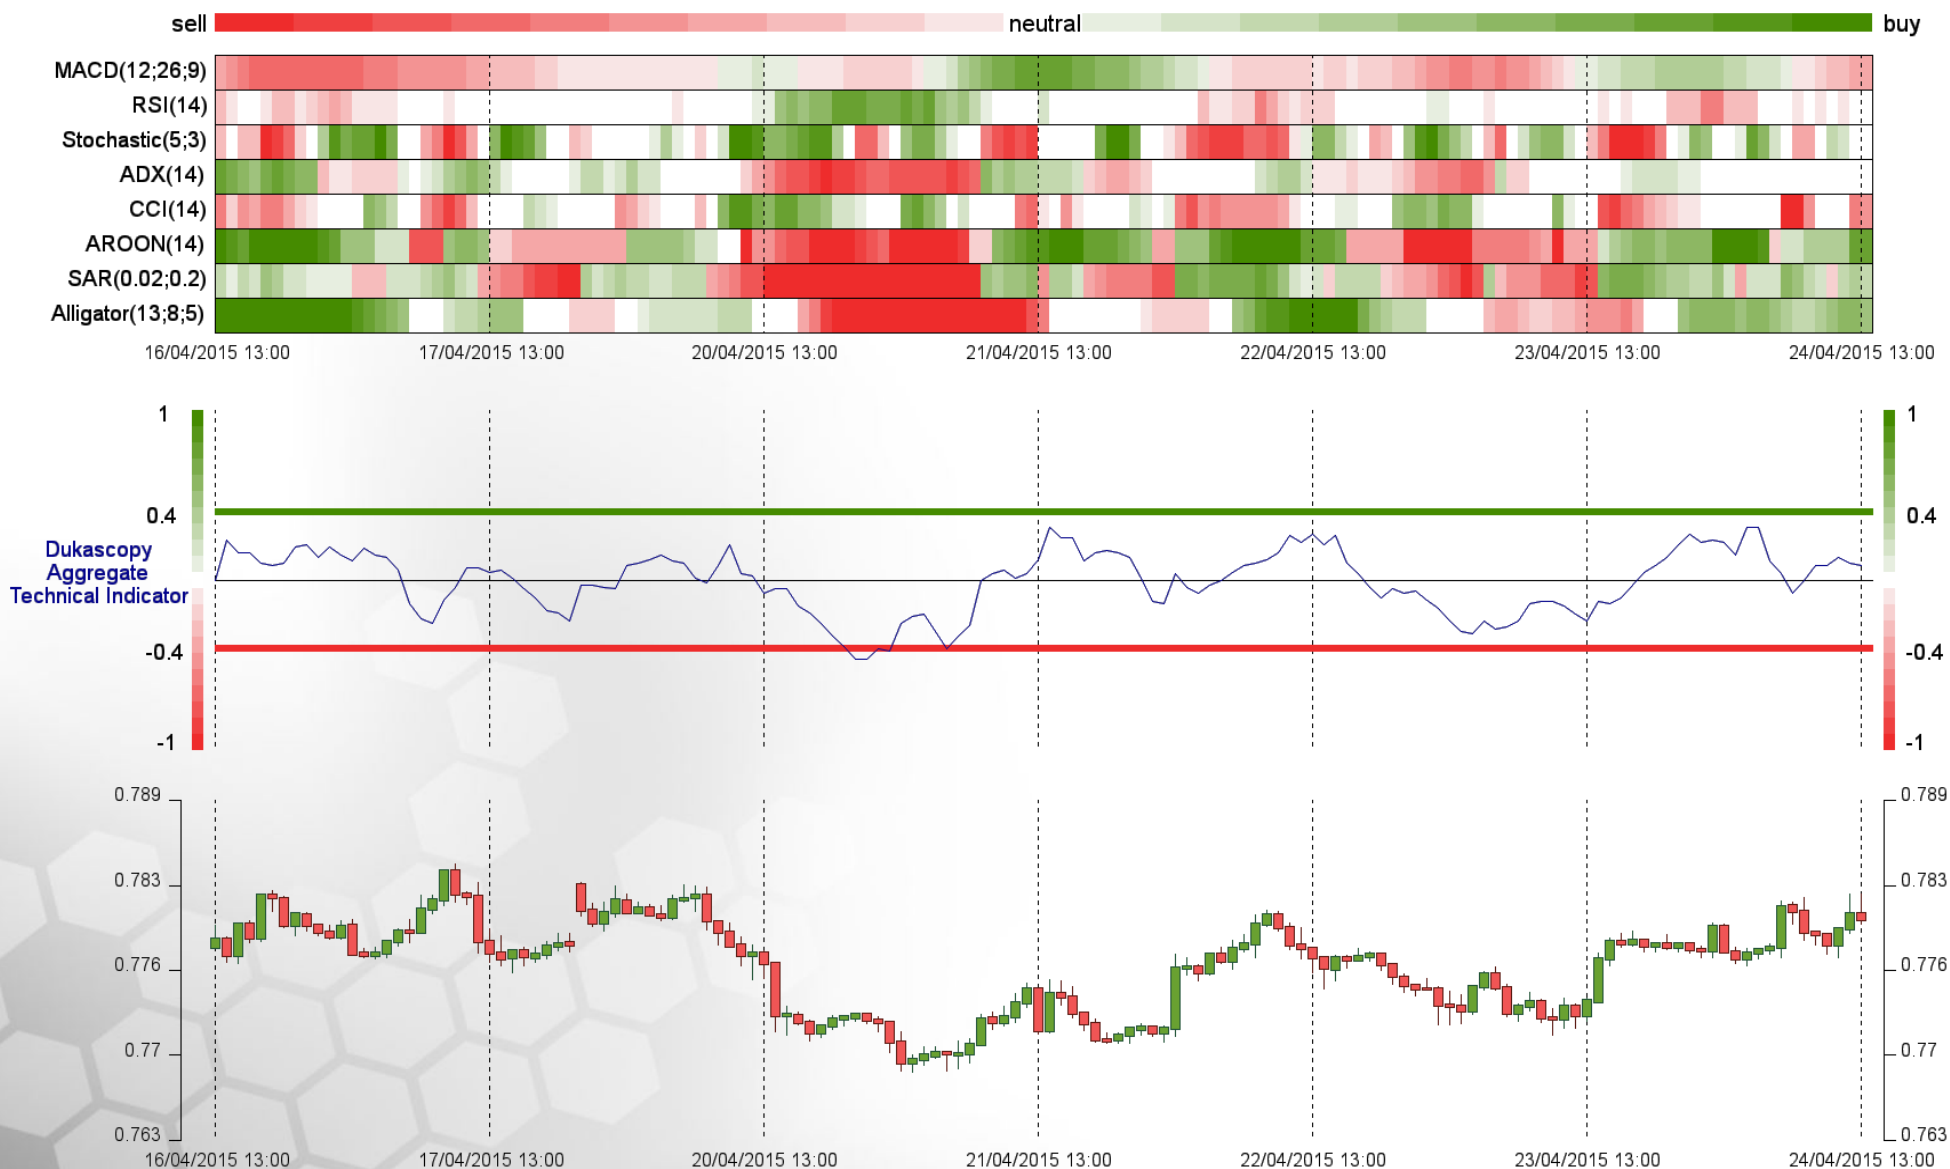 sell neutral buy
MACD(12;26;9)
RSI(14)
Stochastic(5;3)
ADX(14)
CCI(14)
AROON(14)
SAR(0.02;0.2)
Alligator(13;8;5)
16/04/2015 13:00 17/04/2015 13:00 20/04/2015 13:00 21/04/2015 13:00 22/04/2015 13:00 23/04/2015 13:00 24/04/2015 13:00
1 1
0.4 0.4
Dukascopy
Aggregate
Technical Indicator
-0.4 -0.4
-1 -1
0.789 0.789
0.783 0.783
0.776 0.776
0.77 0.77
0.763 0.763
16/04/2015 13:00 17/04/2015 13:00 20/04/2015 13:00 21/04/2015 13:00 22/04/2015 13:00 23/04/2015 13:00 24/04/2015 13:00